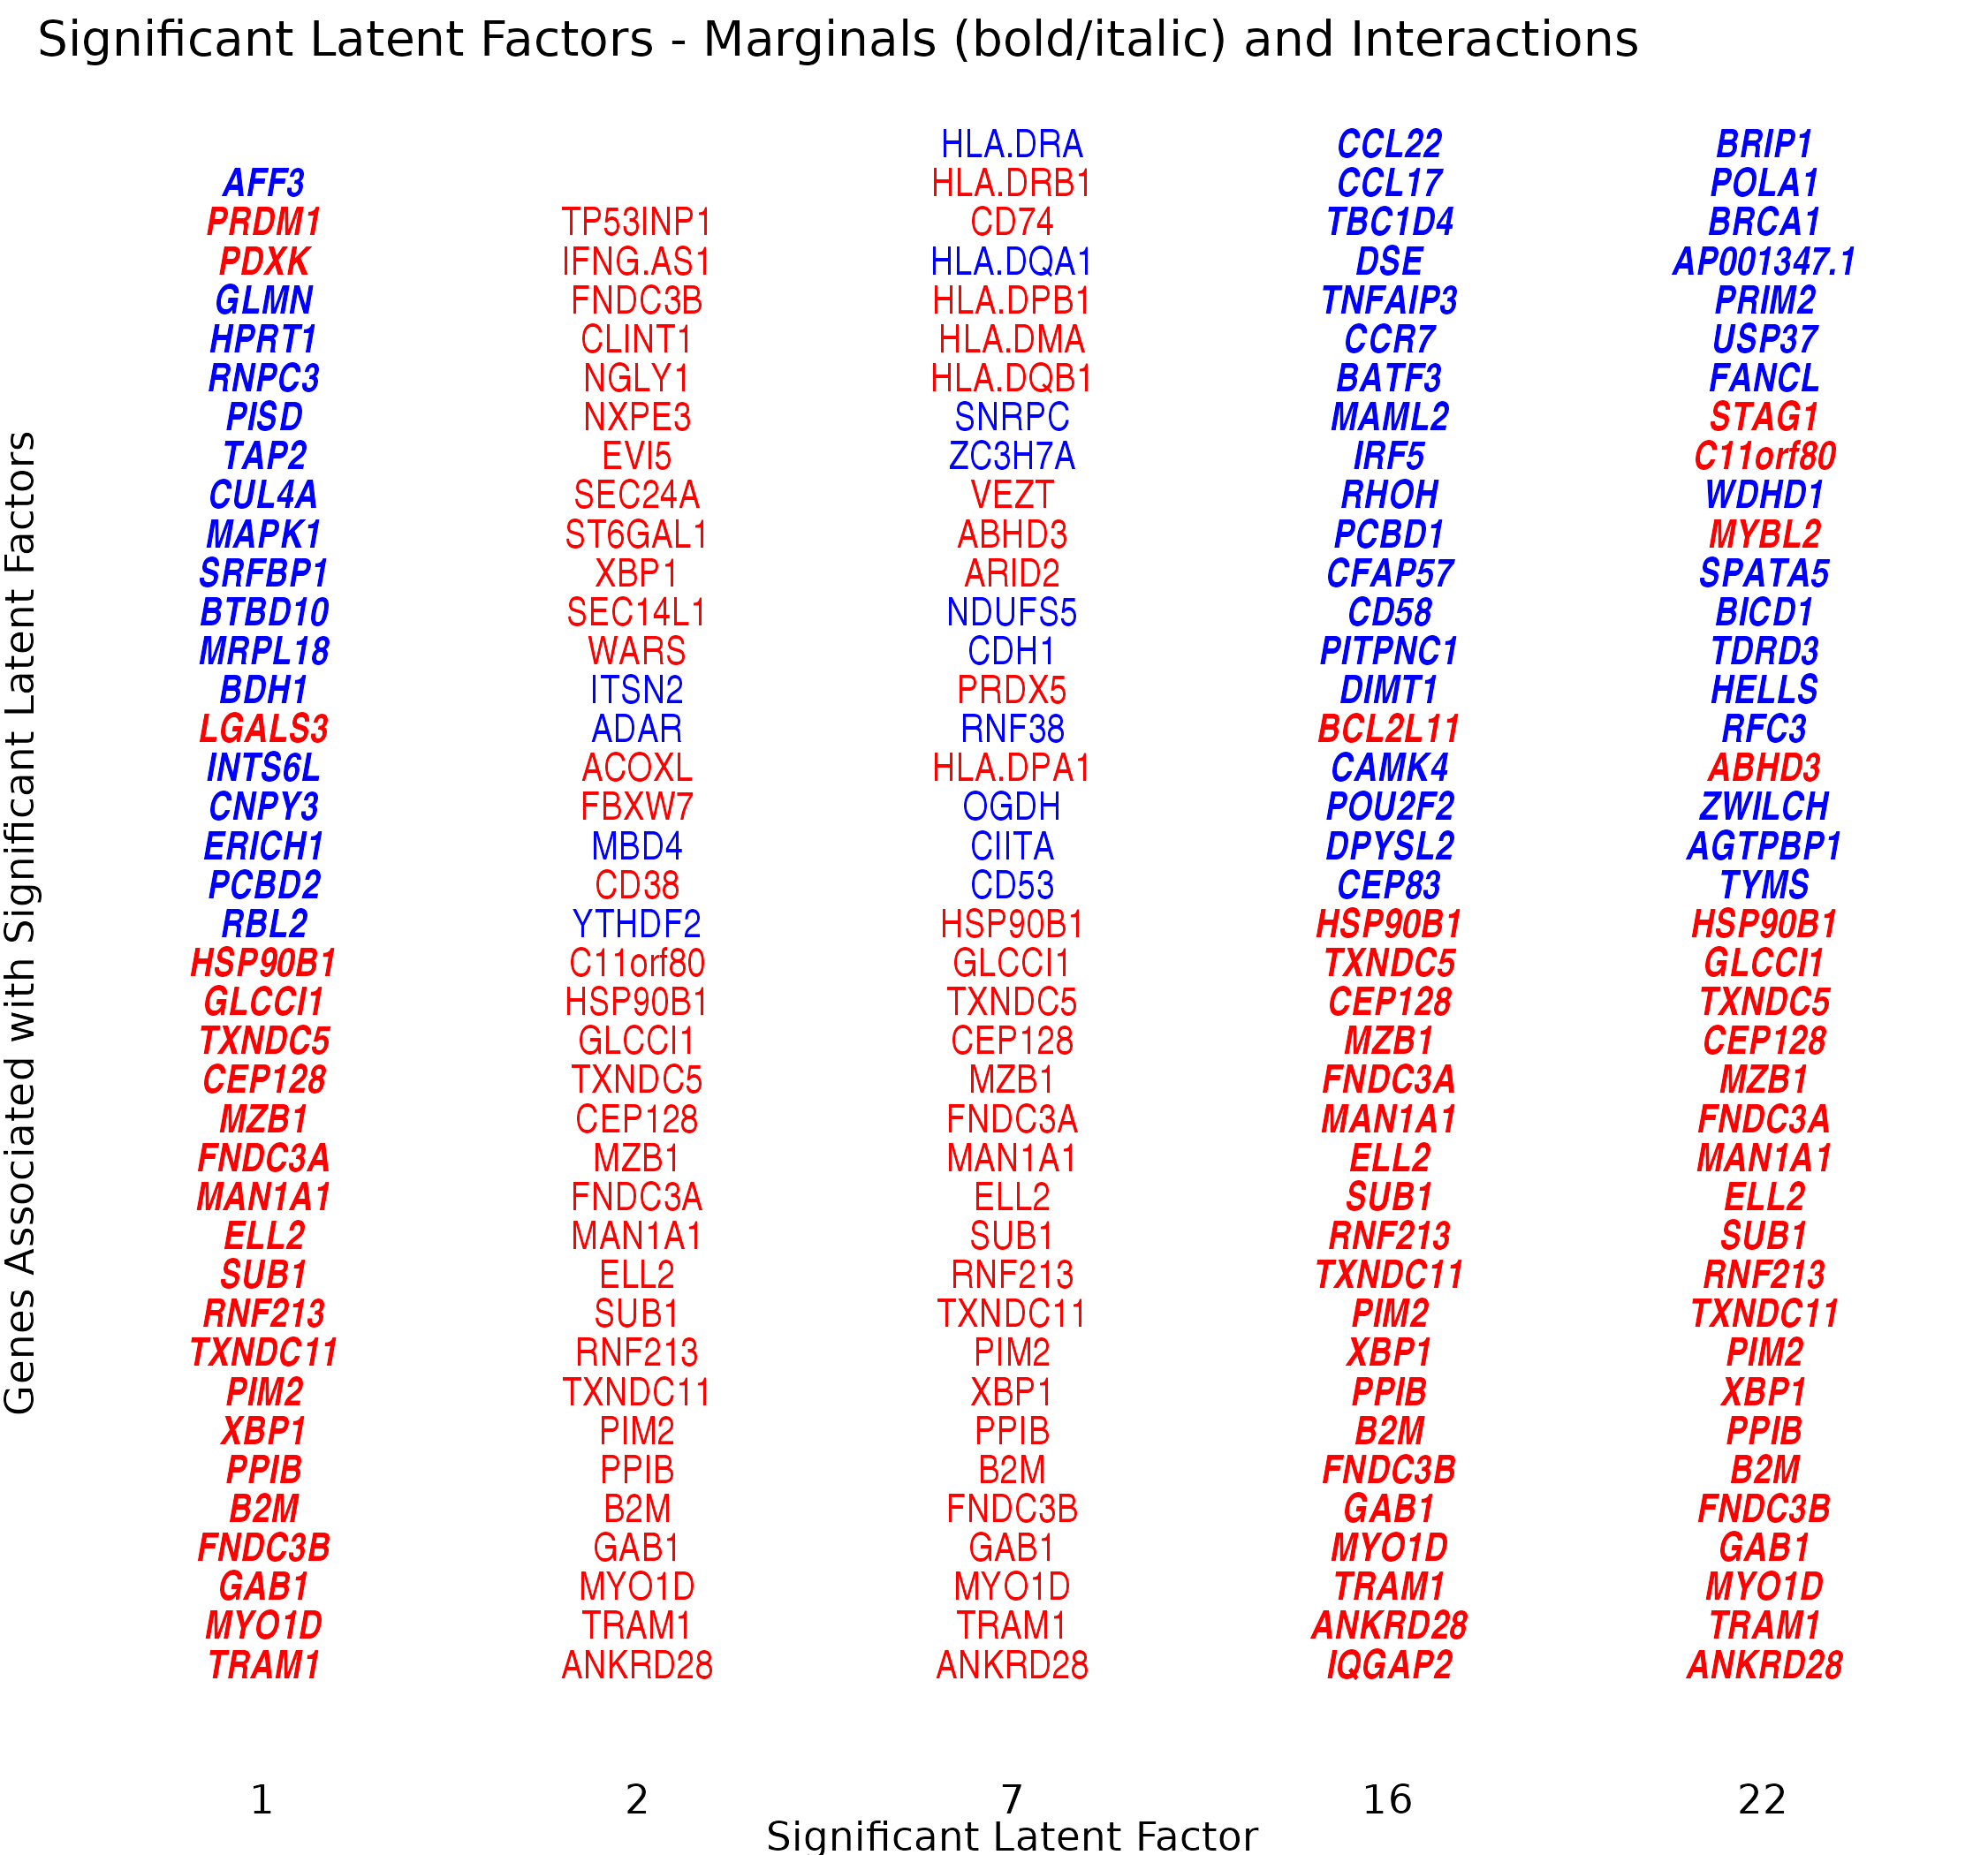 Significant Latent Factors - Marginals (bold/italic) and Interactions
HLA.DRA CCL22 BRIP1
AFF3 HLA.DRB1 CCL17 POLA1
PRDM1 TP53INP1 CD74 TBC1D4 BRCA1
PDXK IFNG.AS1 HLA.DQA1 DSE AP001347.1
GLMN FNDC3B HLA.DPB1 TNFAIP3 PRIM2
HPRT1 CLINT1 HLA.DMA CCR7 USP37
RNPC3 NGLY1 HLA.DQB1 BATF3 FANCL
PISD NXPE3 SNRPC MAML2 STAG1
TAP2 EVI5 ZC3H7A IRF5 C11orf80
CUL4A SEC24A VEZT RHOH WDHD1
MAPK1 ST6GAL1 ABHD3 PCBD1 MYBL2
SRFBP1 XBP1 ARID2 CFAP57 SPATA5
BTBD10 SEC14L1 NDUFS5 CD58 BICD1
MRPL18 WARS CDH1 PITPNC1 TDRD3
BDH1 ITSN2 PRDX5 DIMT1 HELLS
LGALS3 ADAR RNF38 BCL2L11 RFC3
INTS6L ACOXL HLA.DPA1 CAMK4 ABHD3
CNPY3 FBXW7 OGDH POU2F2 ZWILCH
ERICH1 MBD4 CIITA DPYSL2 AGTPBP1
PCBD2 CD38 CD53 CEP83 TYMS
RBL2 YTHDF2 HSP90B1 HSP90B1 HSP90B1
HSP90B1 C11orf80 GLCCI1 TXNDC5 GLCCI1
GLCCI1 HSP90B1 TXNDC5 CEP128 TXNDC5
TXNDC5 GLCCI1 CEP128 MZB1 CEP128
CEP128 TXNDC5 MZB1 FNDC3A MZB1
MZB1 CEP128 FNDC3A MAN1A1 FNDC3A
FNDC3A MZB1 MAN1A1 ELL2 MAN1A1
MAN1A1 FNDC3A ELL2 SUB1 ELL2
ELL2 MAN1A1 SUB1 RNF213 SUB1
SUB1 ELL2 RNF213 TXNDC11 RNF213
RNF213 SUB1 TXNDC11 PIM2 TXNDC11
TXNDC11 RNF213 PIM2 XBP1 PIM2
PIM2 TXNDC11 XBP1 PPIB XBP1
XBP1 PIM2 PPIB B2M PPIB
PPIB PPIB B2M FNDC3B B2M
B2M B2M FNDC3B GAB1 FNDC3B
FNDC3B GAB1 GAB1 MYO1D GAB1
GAB1 MYO1D MYO1D TRAM1 MYO1D
MYO1D TRAM1 TRAM1 ANKRD28 TRAM1
TRAM1 ANKRD28 ANKRD28 IQGAP2 ANKRD28
1 2 7 16 22
Significant Latent Factor
Genes Associated with Significant Latent Factors